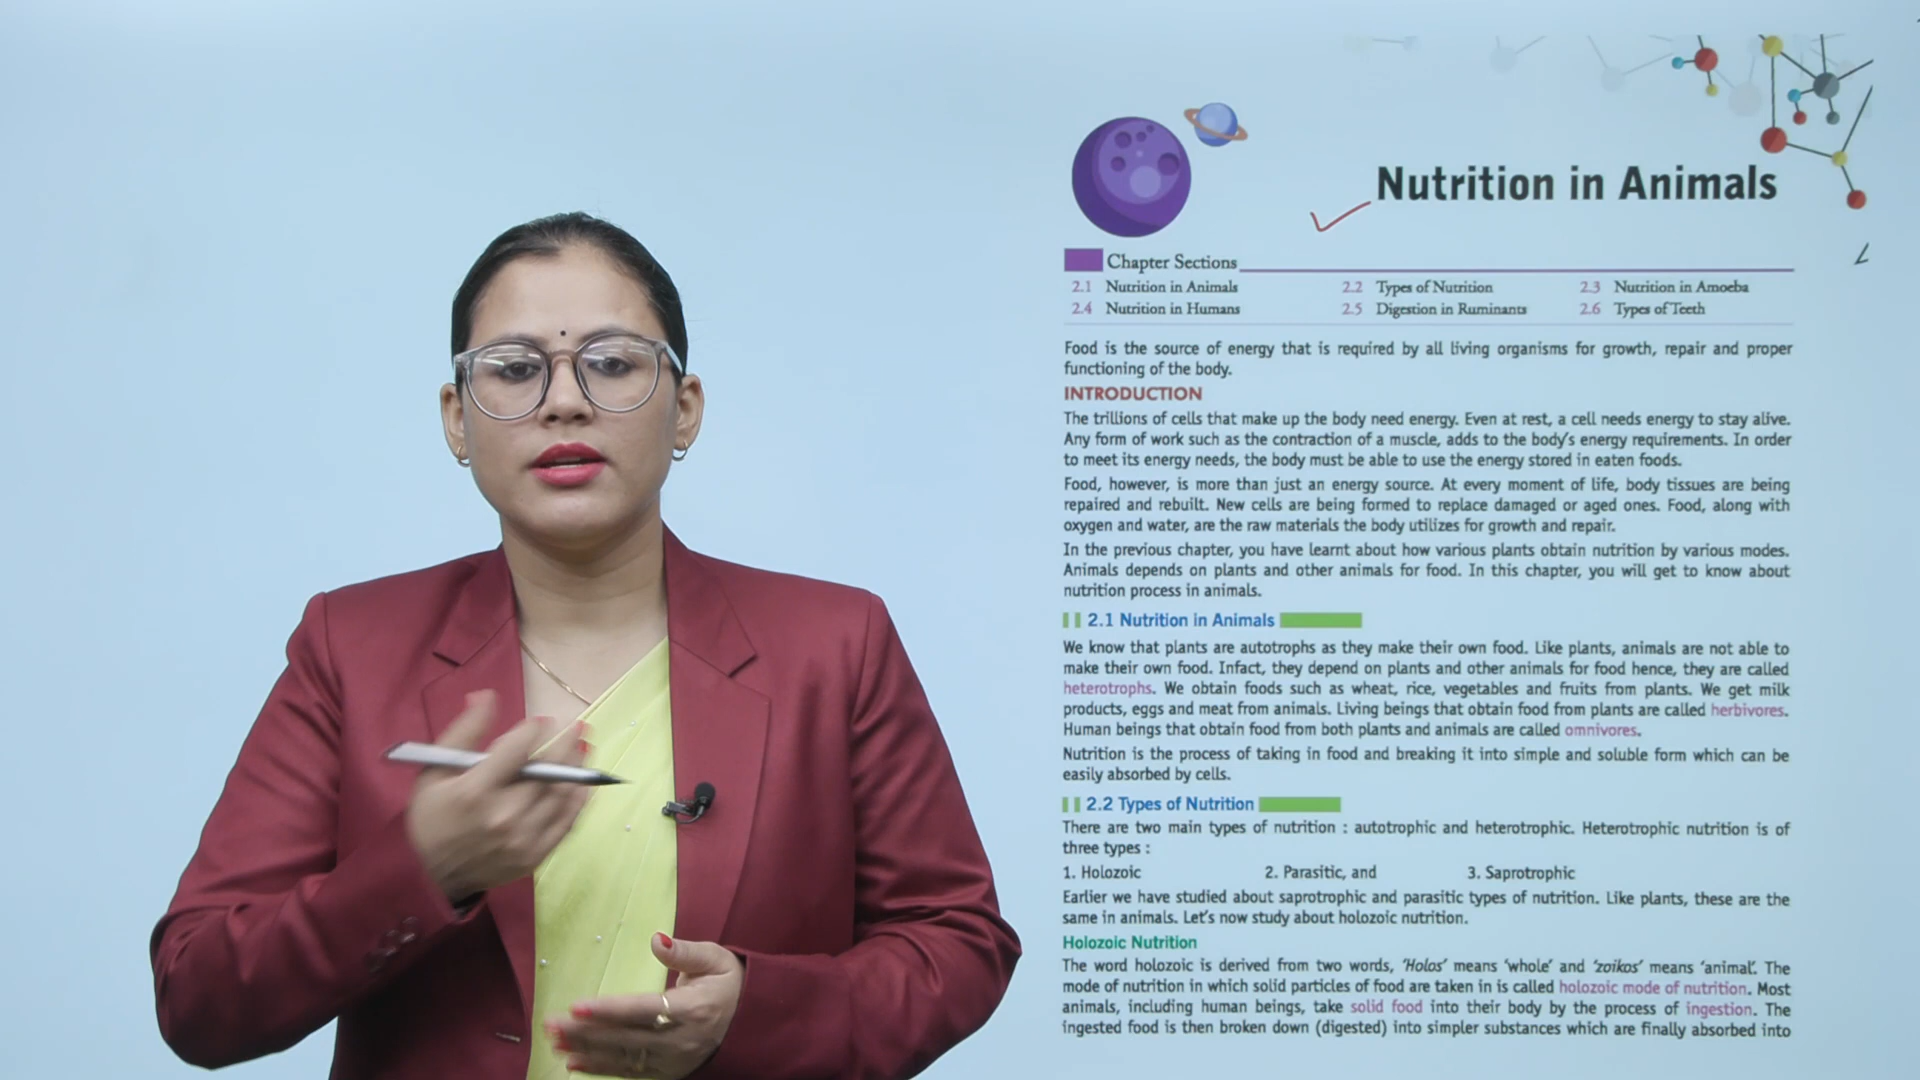 Nutrition in Animals
Chapter Sections
2.1 Nutrition in Animals 2.2 Types of Nutrition 2.3 Nutrition in Amoeba
2.4 Nutrition in Humans 2.5 Digestion in Ruminants 2.6 Types of Teeth
Food is the source of energy that is required by all living organisms for growth, repair and proper
functioning of the body.
INTRODUCTION
The trillions of cells that make up the body need energy. Even at rest, a cell needs energy to stay alive.
Any form of work such as the contraction of a muscle, adds to the body's energy requirements. In order
to meet its energy needs, the body must be able to use the energy stored in eaten foods.
Food, however, is more than just an energy source. At every moment of life, body tissues are being
repaired and rebuilt. New cells are being formed to replace damaged or aged ones. Food, along with
oxygen and water, are the raw materials the body utilizes for growth and repair.
In the previous chapter, you have learnt about how various plants obtain nutrition by various modes.
Animals depends on plants and other animals for food. In this chapter, you will get to know about
nutrition process in animals.
2.1 Nutrition in Animals
We know that plants are autotrophs as they make their own food. Like plants, animals are not able to
make their own food. Infact, they depend on plants and other animals for food hence, they are called
heterotrophs. We obtain foods such as wheat, rice, vegetables and fruits from plants. We get milk
products, eggs and meat from animals. Living beings that obtain food from plants are called herbivores.
Human beings that obtain food from both plants and animals are called omnivores.
Nutrition is the process of taking in food and breaking it into simple and soluble form which can be
easily absorbed by cells.
2.2 Types of Nutrition
There are two main types of nutrition : autotrophic and heterotrophic. Heterotrophic nutrition is of
three types :
1. Holozoic 2. Parasitic, and 3. Saprotrophic
Earlier we have studied about saprotrophic and parasitic types of nutrition. Like plants, these are the
same in animals. Let's now study about holozoic nutrition.
Holozoic Nutrition
The word holozoic is derived from two words, 'Holos' means 'whole' and 'zoikos' means 'animal'. The
mode of nutrition in which solid particles of food are taken in is called holozoic mode of nutrition. Most
animals, including human beings, take solid food into their body by the process of ingestion. The
ingested food is then broken down (digested) into simpler substances which are finally absorbed into